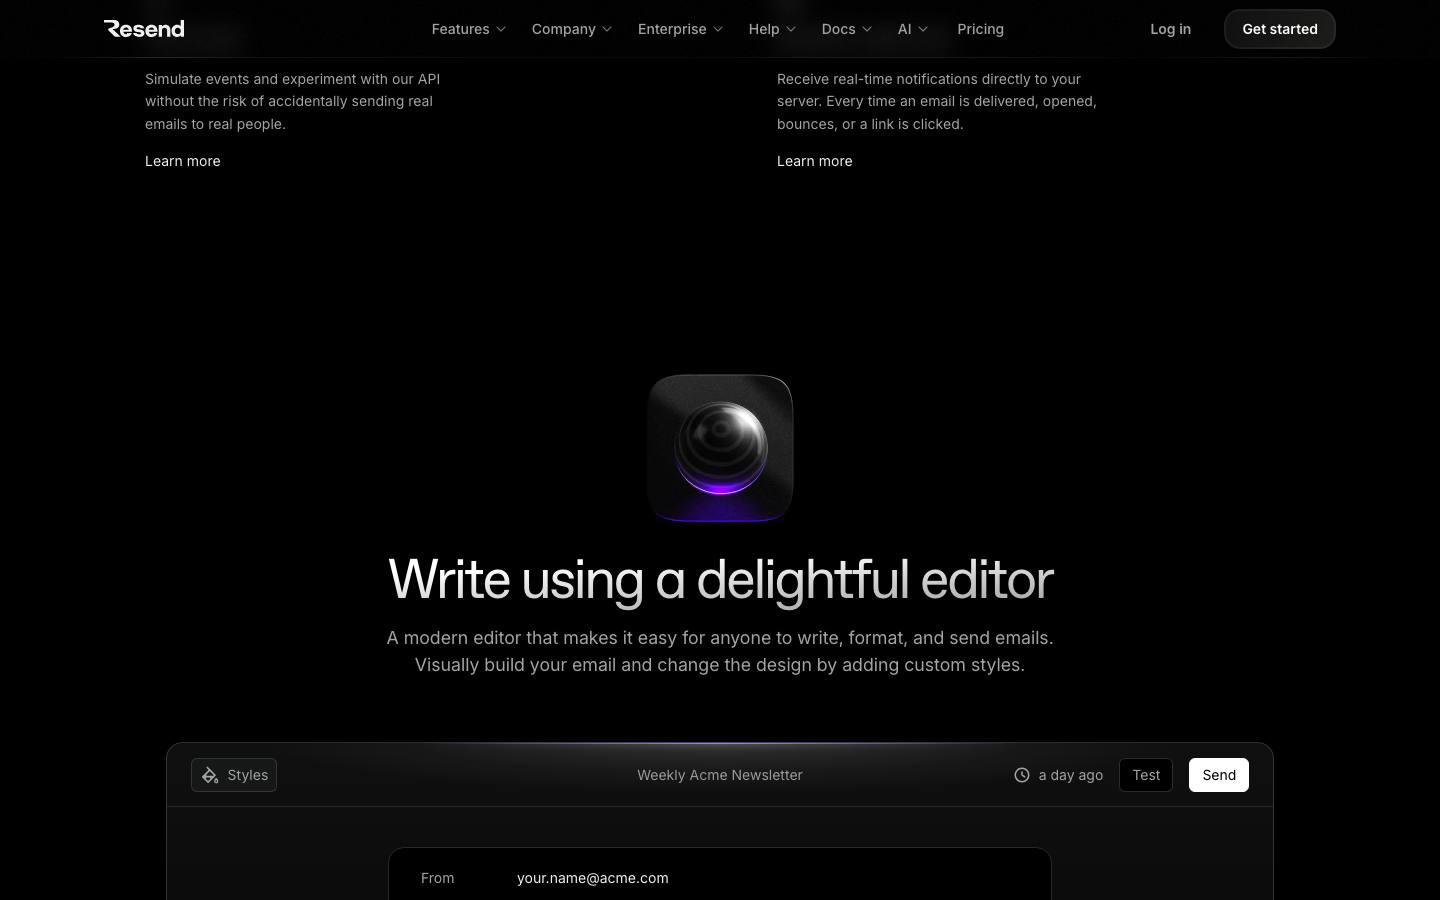 Resend
Features
Company
Enterprise
Help
Docs
AI
Pricing
Log in
Get started
Simulate events and experiment with our API
without the risk of accidentally sending real
emails to real people.
Learn more
Receive real-time notifications directly to your
server. Every time an email is delivered, opened,
bounces, or a link is clicked.
Learn more
Write using a delightful editor
A modern editor that makes it easy for anyone to write, format, and send emails.
Visually build your email and change the design by adding custom styles.
Styles
Weekly Acme Newsletter
a day ago
Test
Send
From
your.name@acme.com